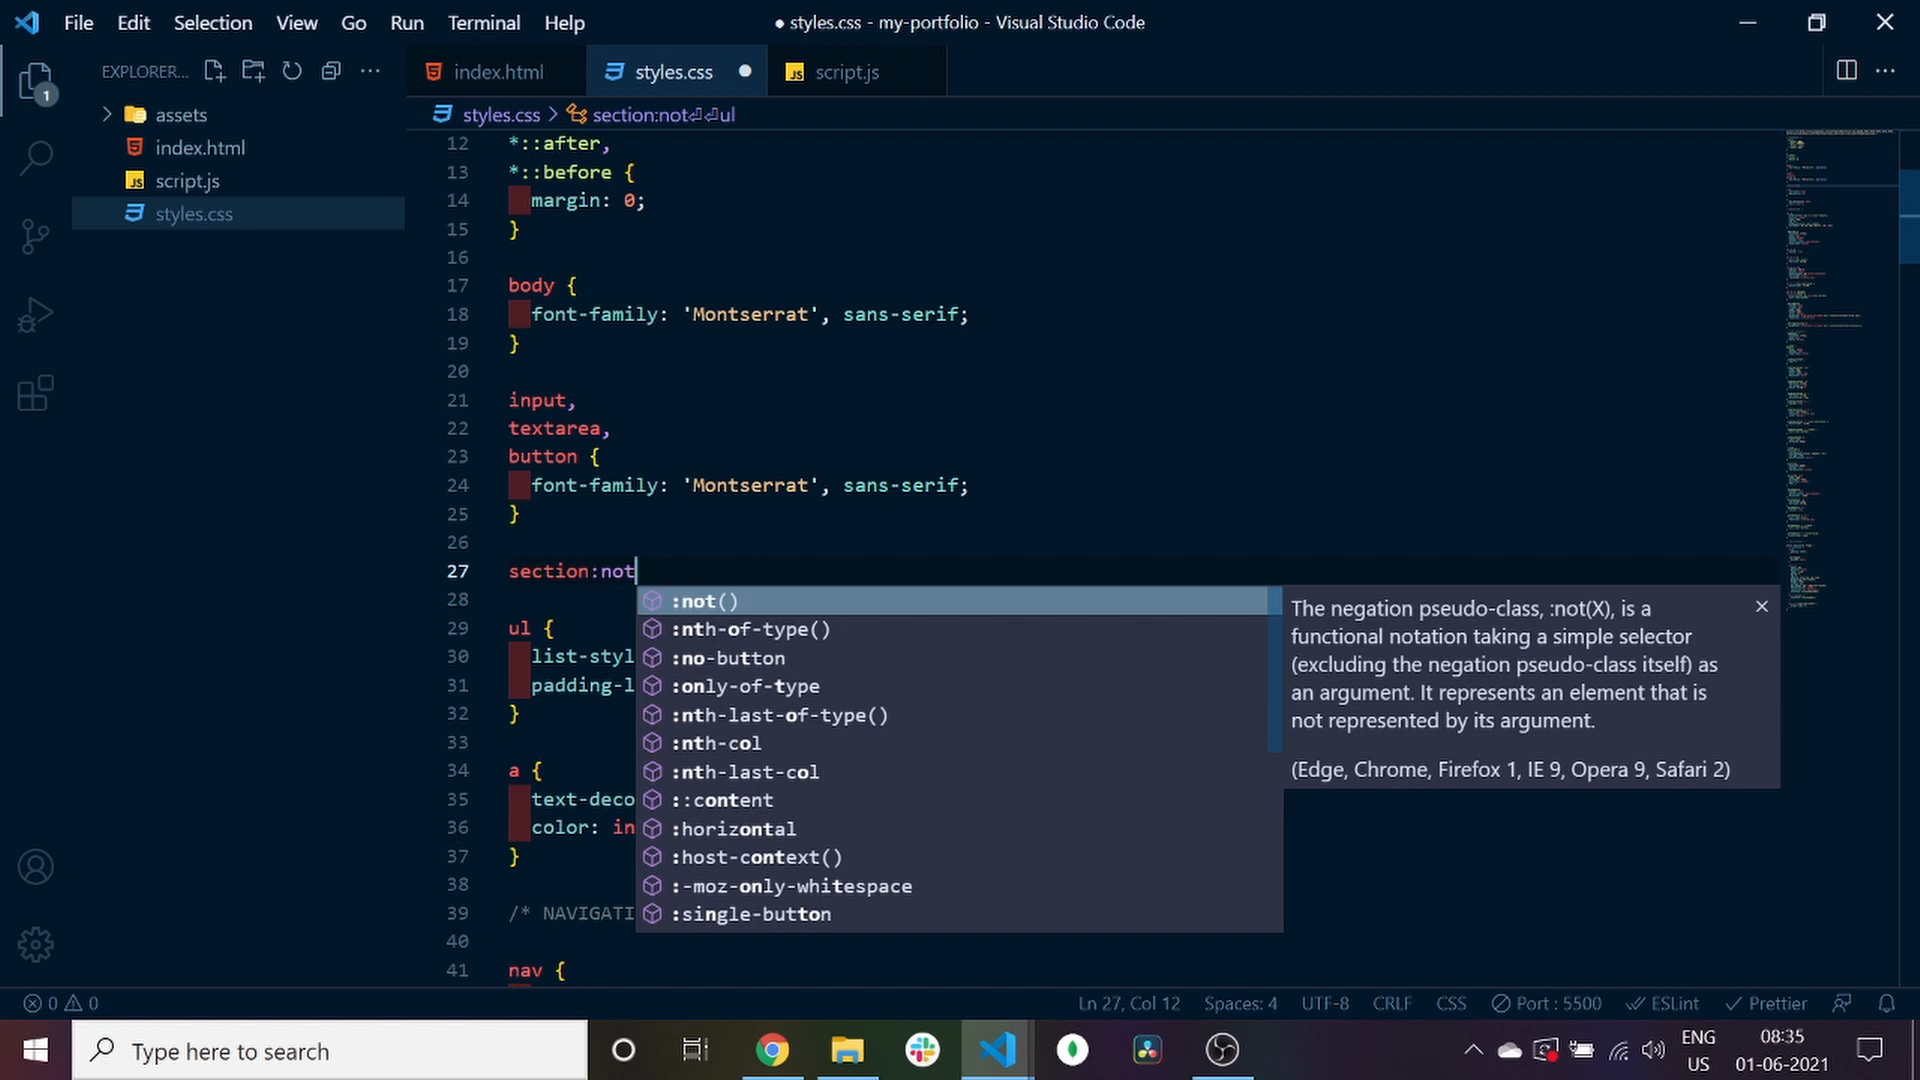 File Edit Selection View Go Run Terminal Help
● styles.css - my-portfolio - Visual Studio Code
EXPLORER...
1
assets
index.html
script.js
styles.css
index.html
styles.css
script.js
styles.css > section:not⏎⏎ul
12 *::after,
13 *::before {
14 margin: 0;
15 }
16
17 body {
18 font-family: 'Montserrat', sans-serif;
19 }
20
21 input,
22 textarea,
23 button {
24 font-family: 'Montserrat', sans-serif;
25 }
26
27 section:not
28
29 ul {
30 list-styl
31 padding-l
32 }
33
34 a {
35 text-deco
36 color: in
37 }
38
39 /* NAVIGATI
40
41 nav {
:not()
:nth-of-type()
:no-button
:only-of-type
:nth-last-of-type()
:nth-col
:nth-last-col
::content
:horizontal
:host-context()
:-moz-only-whitespace
:single-button
The negation pseudo-class, :not(X), is a
functional notation taking a simple selector
(excluding the negation pseudo-class itself) as
an argument. It represents an element that is
not represented by its argument.
(Edge, Chrome, Firefox 1, IE 9, Opera 9, Safari 2)
0 0
Ln 27, Col 12 Spaces: 4 UTF-8 CRLF CSS Port : 5500 ESLint Prettier
Type here to search
ENG
US
08:35
01-06-2021